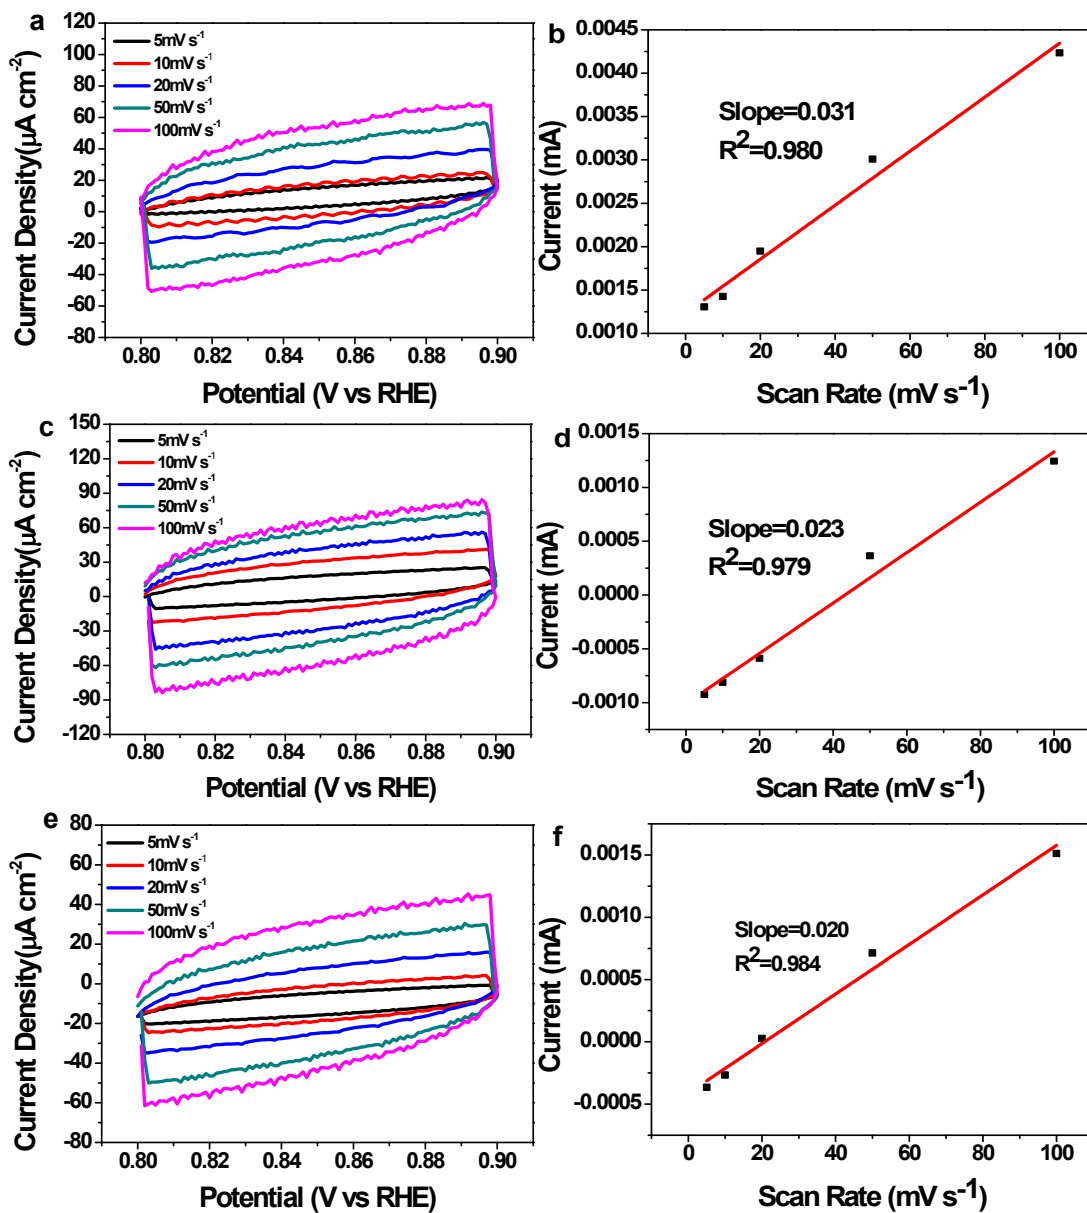 a
Current Density(µA cm-2)
120
100
80
60
40
20
0
-20
-40
-60
-80
5mV s-1
10mV s-1
20mV s-1
50mV s-1
100mV s-1
0.80
0.82
0.84
0.86
0.88
0.90
Potential (V vs RHE)
b
Current (mA)
0.0045
0.0040
0.0035
0.0030
0.0025
0.0020
0.0015
0.0010
Slope=0.031
R2=0.980
0
20
40
60
80
100
Scan Rate (mV s-1)
c
Current Density(µA cm-2)
150
120
90
60
30
0
-30
-60
-90
-120
5mV s-1
10mV s-1
20mV s-1
50mV s-1
100mV s-1
0.80
0.82
0.84
0.86
0.88
0.90
Potential (V vs RHE)
d
Current (mA)
0.0015
0.0010
0.0005
0.0000
-0.0005
-0.0010
Slope=0.023
R2=0.979
0
20
40
60
80
100
Scan Rate (mV s-1)
e
Current Density(µA cm-2)
80
60
40
20
0
-20
-40
-60
-80
5mV s-1
10mV s-1
20mV s-1
50mV s-1
100mV s-1
0.80
0.82
0.84
0.86
0.88
0.90
Potential (V vs RHE)
f
Current (mA)
0.0015
0.0010
0.0005
0.0000
-0.0005
Slope=0.020
R2=0.984
0
20
40
60
80
100
Scan Rate (mV s-1)